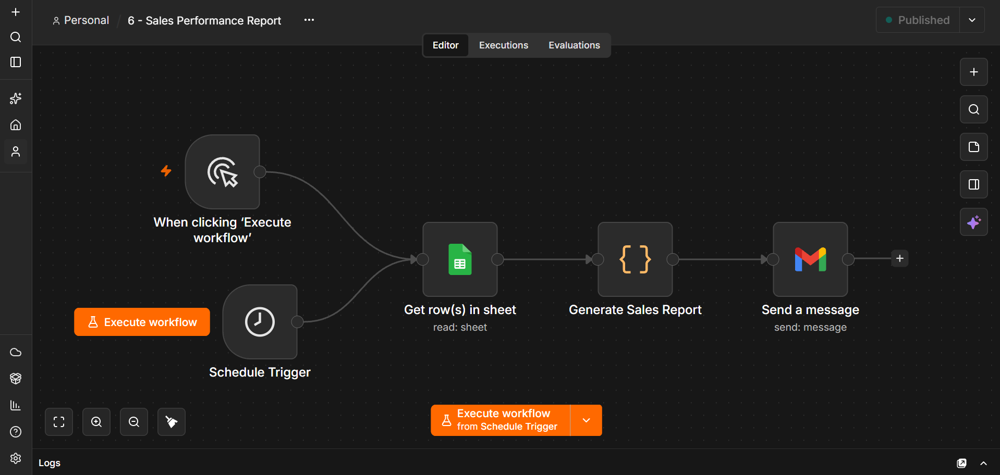 Personal / 6 - Sales Performance Report ...
Published
Editor Executions Evaluations
When clicking ‘Execute
workflow’
Execute workflow
Schedule Trigger
Get row(s) in sheet
read: sheet
Generate Sales Report
Send a message
send: message
Execute workflow
from Schedule Trigger
Logs